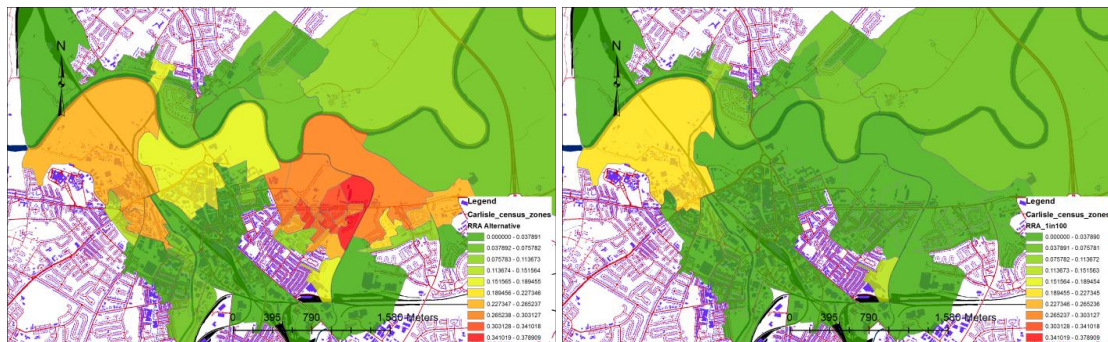 N
Legend
Carlisle_census_zones
RRA Alternative
0.000000 - 0.037891
0.037892 - 0.075782
0.075783 - 0.113673
0.113674 - 0.151564
0.151565 - 0.189455
0.189456 - 0.227346
0.227347 - 0.265237
0.265238 - 0.303127
0.303128 - 0.341018
0.341019 - 0.378909
0 395 790 1,580 Meters
N
Legend
Carlisle_census_zones
RRA_1in100
0.000000 - 0.037890
0.037891 - 0.075781
0.075782 - 0.113672
0.113673 - 0.151563
0.151564 - 0.189454
0.189455 - 0.227345
0.227346 - 0.265236
0.265237 - 0.303127
0.303128 - 0.341018
0.341019 - 0.378909
0 395 790 1,580 Meters